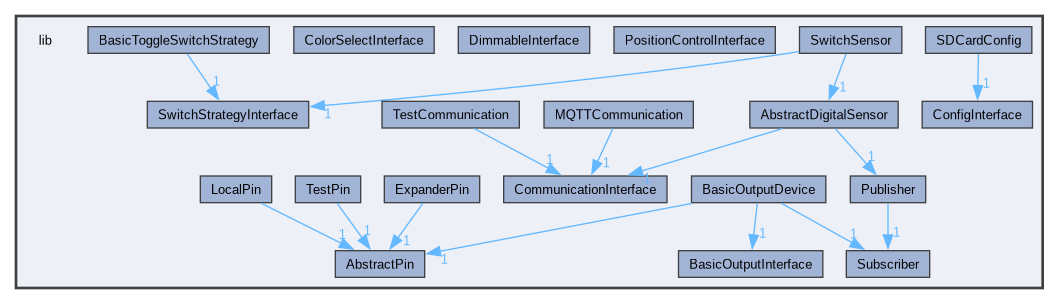 lib
BasicToggleSwitchStrategy
ColorSelectInterface
DimmableInterface
PositionControlInterface
SwitchSensor
SDCardConfig
1
1
1
1
SwitchStrategyInterface
TestCommunication
MQTTCommunication
AbstractDigitalSensor
ConfigInterface
1
1
1
1
LocalPin
TestPin
ExpanderPin
CommunicationInterface
BasicOutputDevice
Publisher
1
1
1
1
1
1
1
AbstractPin
BasicOutputInterface
Subscriber